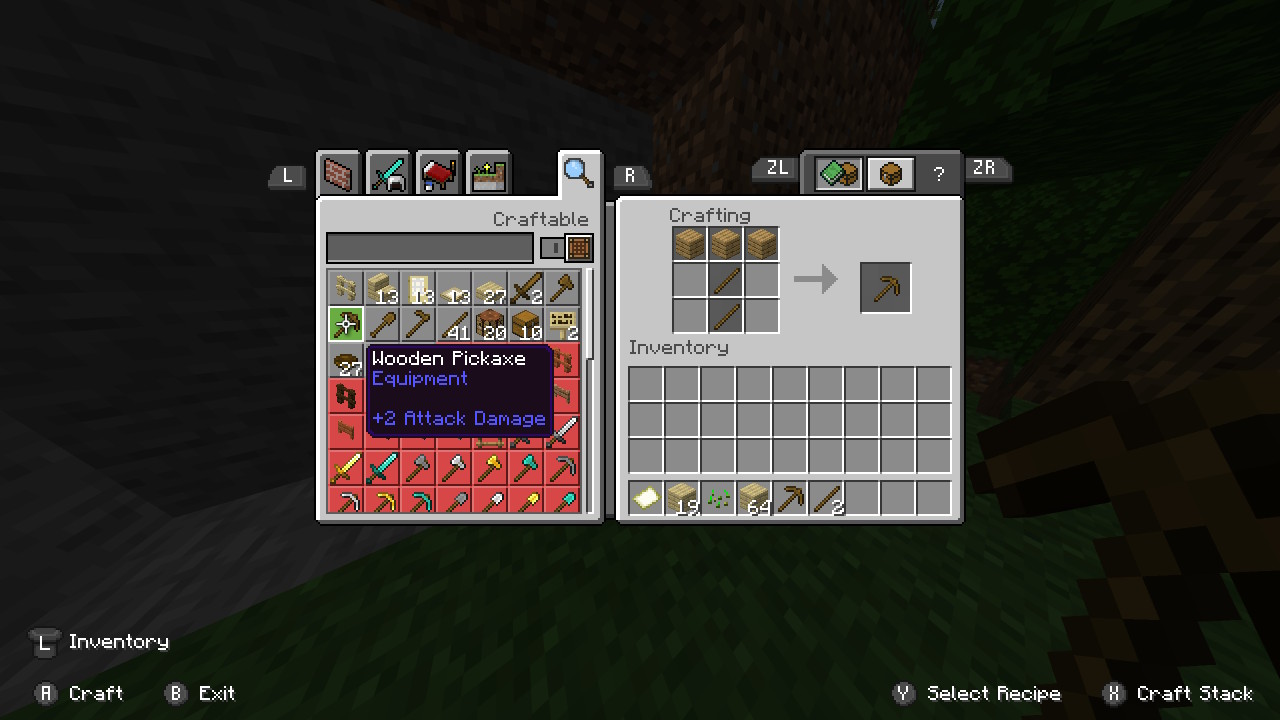 L
R
ZL
?
ZR
Craftable
Crafting
13
13
13
27
2
41
20
10
2
27
Wooden Pickaxe
Equipment
+2 Attack Damage
Inventory
19
64
2
L Inventory
A Craft
B Exit
Y Select Recipe
X Craft Stack